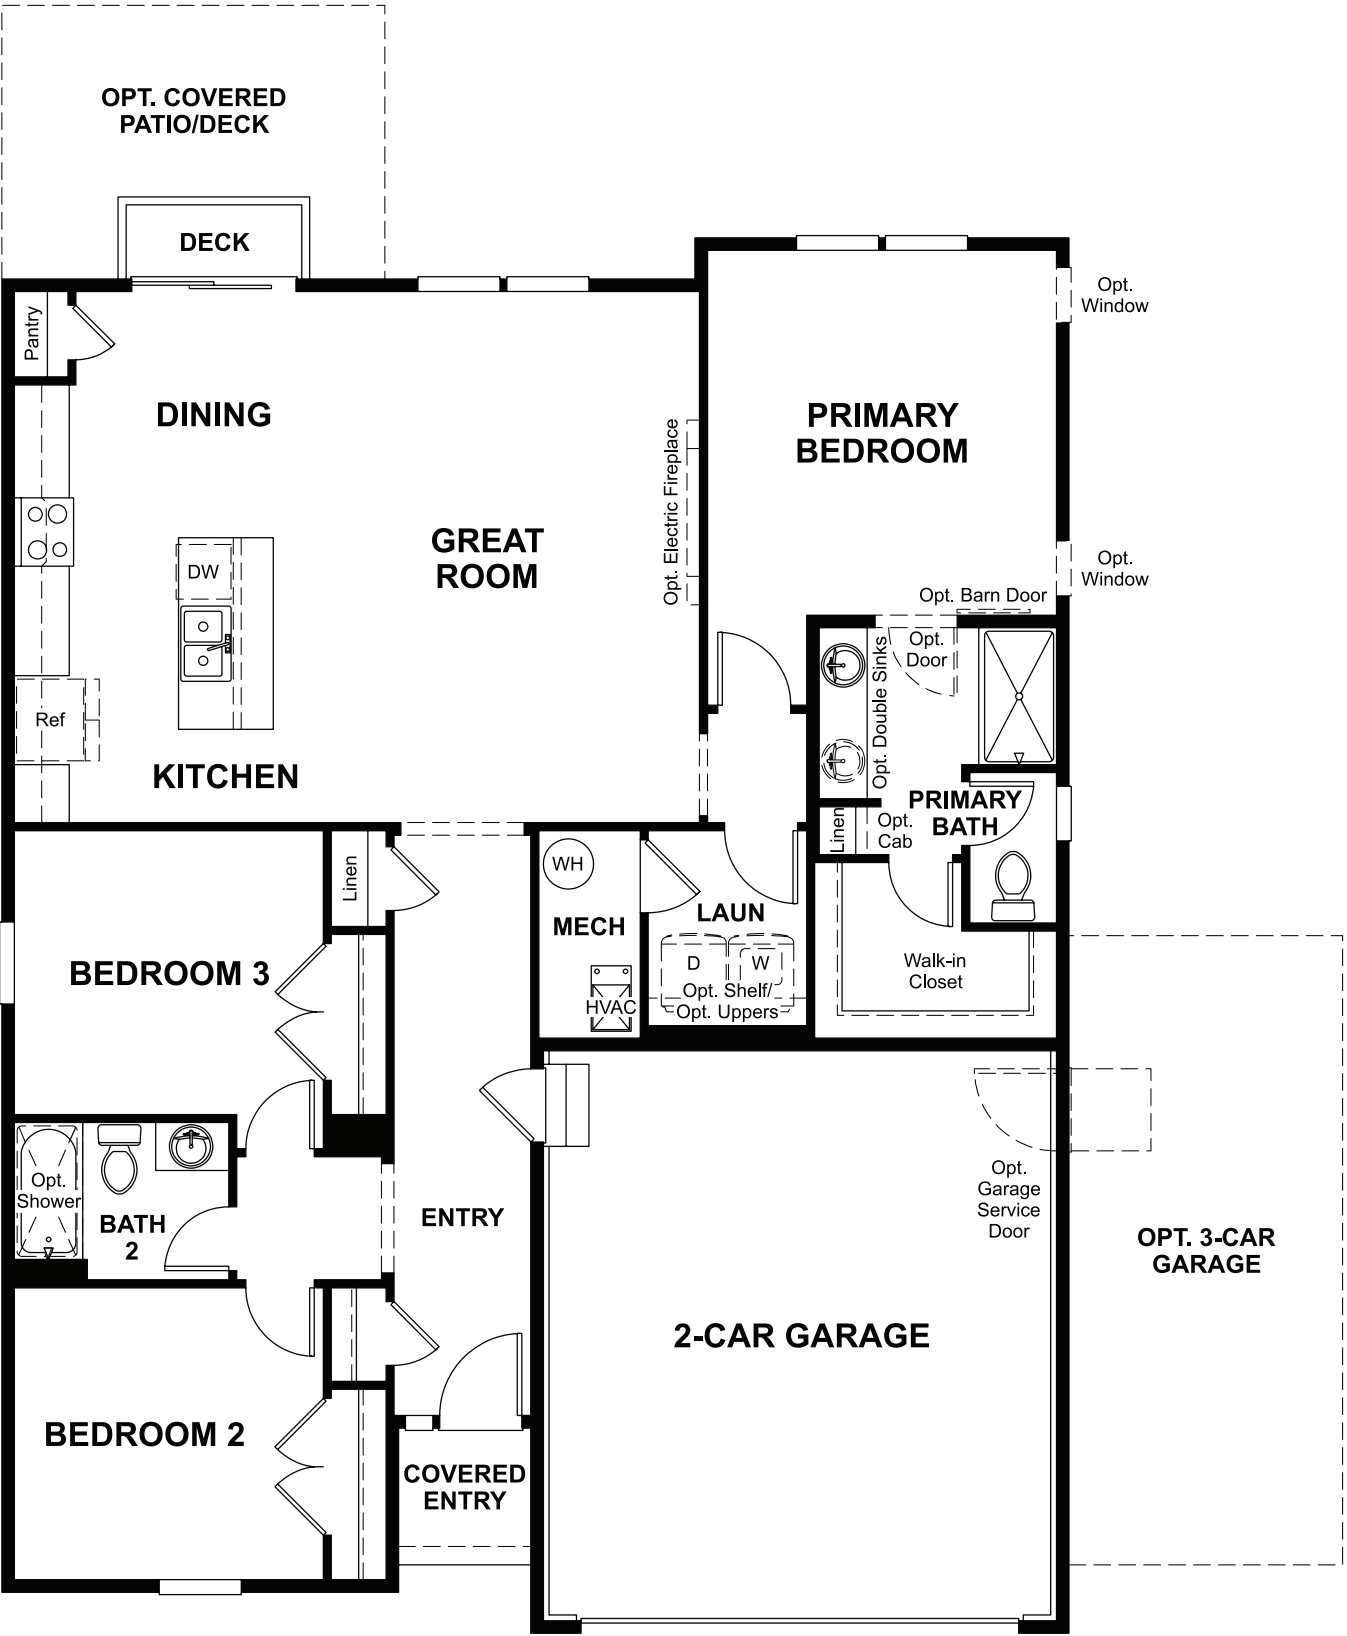 OPT. COVERED
PATIO/DECK
DECK
Opt.
Window
Pantry
DINING
PRIMARY
BEDROOM
Opt. Electric Fireplace
GREAT
ROOM
DW
Opt.
Window
Opt. Barn Door
Opt.
Door
Opt. Double Sinks
Ref
KITCHEN
PRIMARY
BATH
Linen
Opt.
Cab
WH
Linen
MECH
LAUN
BEDROOM 3
D
W
Opt. Shelf/
Opt. Uppers
HVAC
Walk-in
Closet
Opt.
Shower
BATH
2
ENTRY
Opt.
Garage
Service
Door
OPT. 3-CAR
GARAGE
2-CAR GARAGE
BEDROOM 2
COVERED
ENTRY